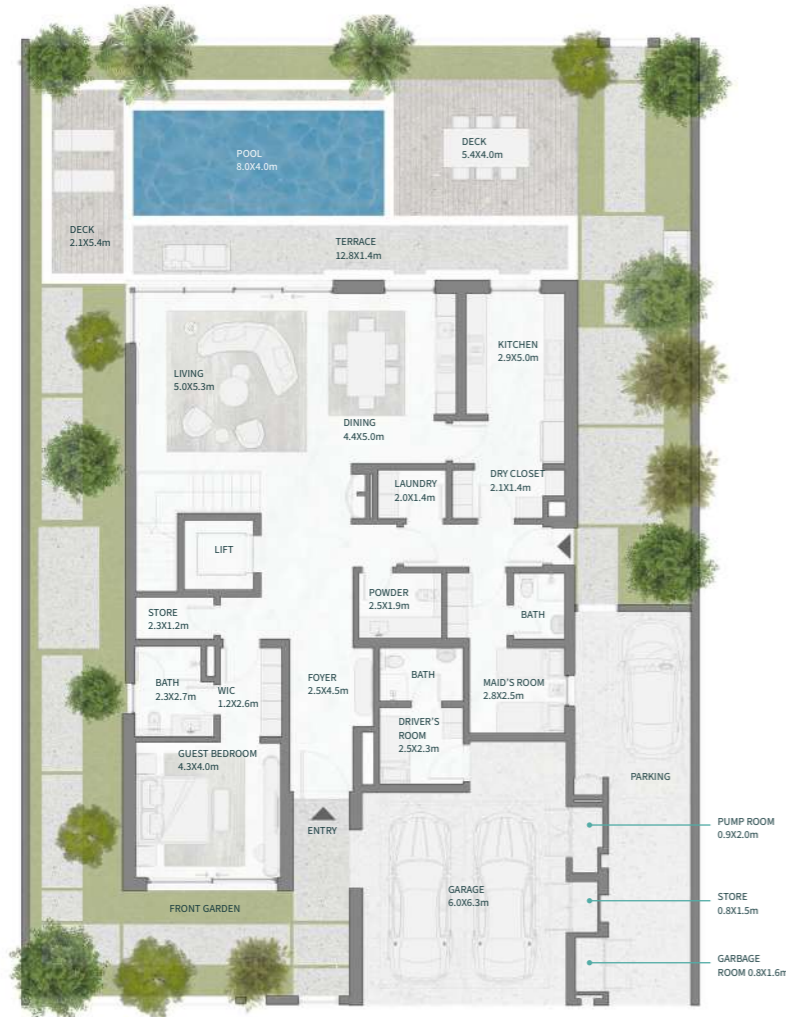 POOL
8.0X4.0m
DECK
5.4X4.0m
DECK
2.1X5.4m
TERRACE
12.8X1.4m
KITCHEN
2.9X5.0m
LIVING
5.0X5.3m
DINING
4.4X5.0m
LAUNDRY
2.0X1.4m
DRY CLOSET
2.1X1.4m
LIFT
POWDER
2.5X1.9m
STORE
2.3X1.2m
BATH
BATH
2.3X2.7m
WIC
1.2X2.6m
FOYER
2.5X4.5m
BATH
MAID'S ROOM
2.8X2.5m
DRIVER'S
ROOM
2.5X2.3m
GUEST BEDROOM
4.3X4.0m
PARKING
ENTRY
PUMP ROOM
0.9X2.0m
GARAGE
6.0X6.3m
STORE
0.8X1.5m
FRONT GARDEN
GARBAGE
ROOM 0.8X1.6m